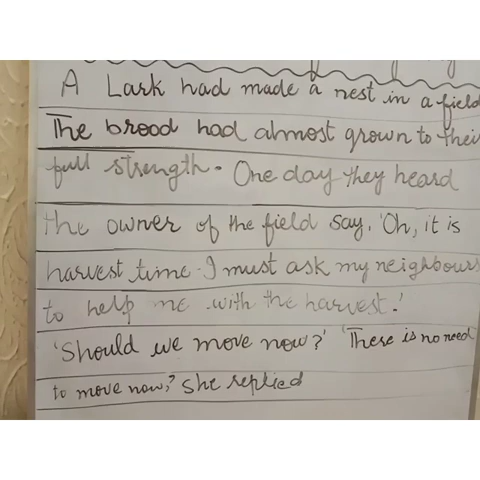 A Lark had made a nest in a field
The brood had almost grown to their
full strength. One day they heard
the owner of the field say, 'Oh, it is
harvest time. I must ask my neighbours
to help me with the harvest.'
'Should we move now?' 'There is no need
to move now,' she replied